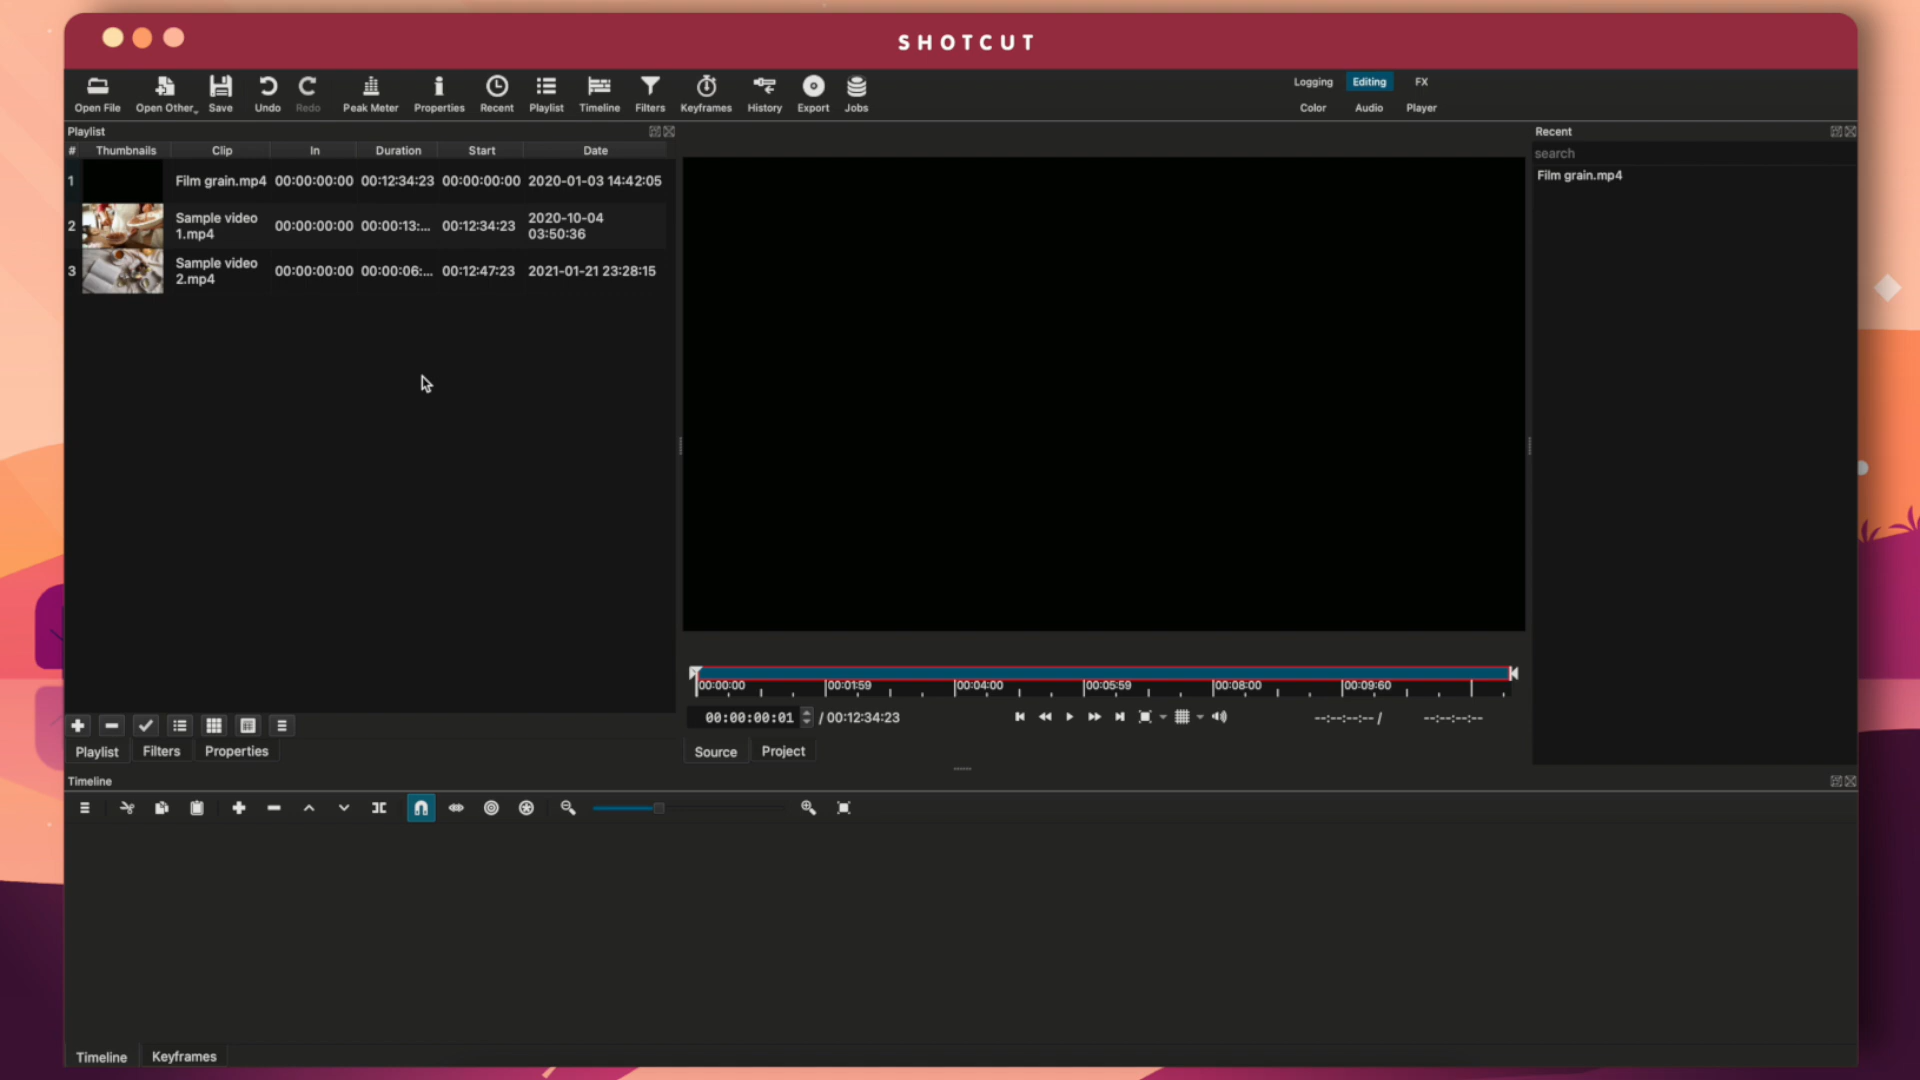 SHOTCUT
Open File Open Other Save Undo Redo Peak Meter Properties Recent Playlist Timeline Filters Keyframes History Export Jobs
Logging Editing FX
Color Audio Player
Playlist
# Thumbnails Clip In Duration Start Date
1 Film grain.mp4 00:00:00:00 00:12:34:23 00:00:00:00 2020-01-03 14:42:05
2 Sample video 1.mp4 00:00:00:00 00:00:13:... 00:12:34:23 2020-10-04 03:50:36
3 Sample video 2.mp4 00:00:00:00 00:00:06:... 00:12:47:23 2021-01-21 23:28:15
Playlist Filters Properties
00:00:00 00:01:59 00:04:00 00:05:59 00:08:00 00:09:60
00:00:00:01 / 00:12:34:23 --:--:--:-- / --:--:--:--
Source Project
Recent
search
Film grain.mp4
Timeline
Timeline Keyframes